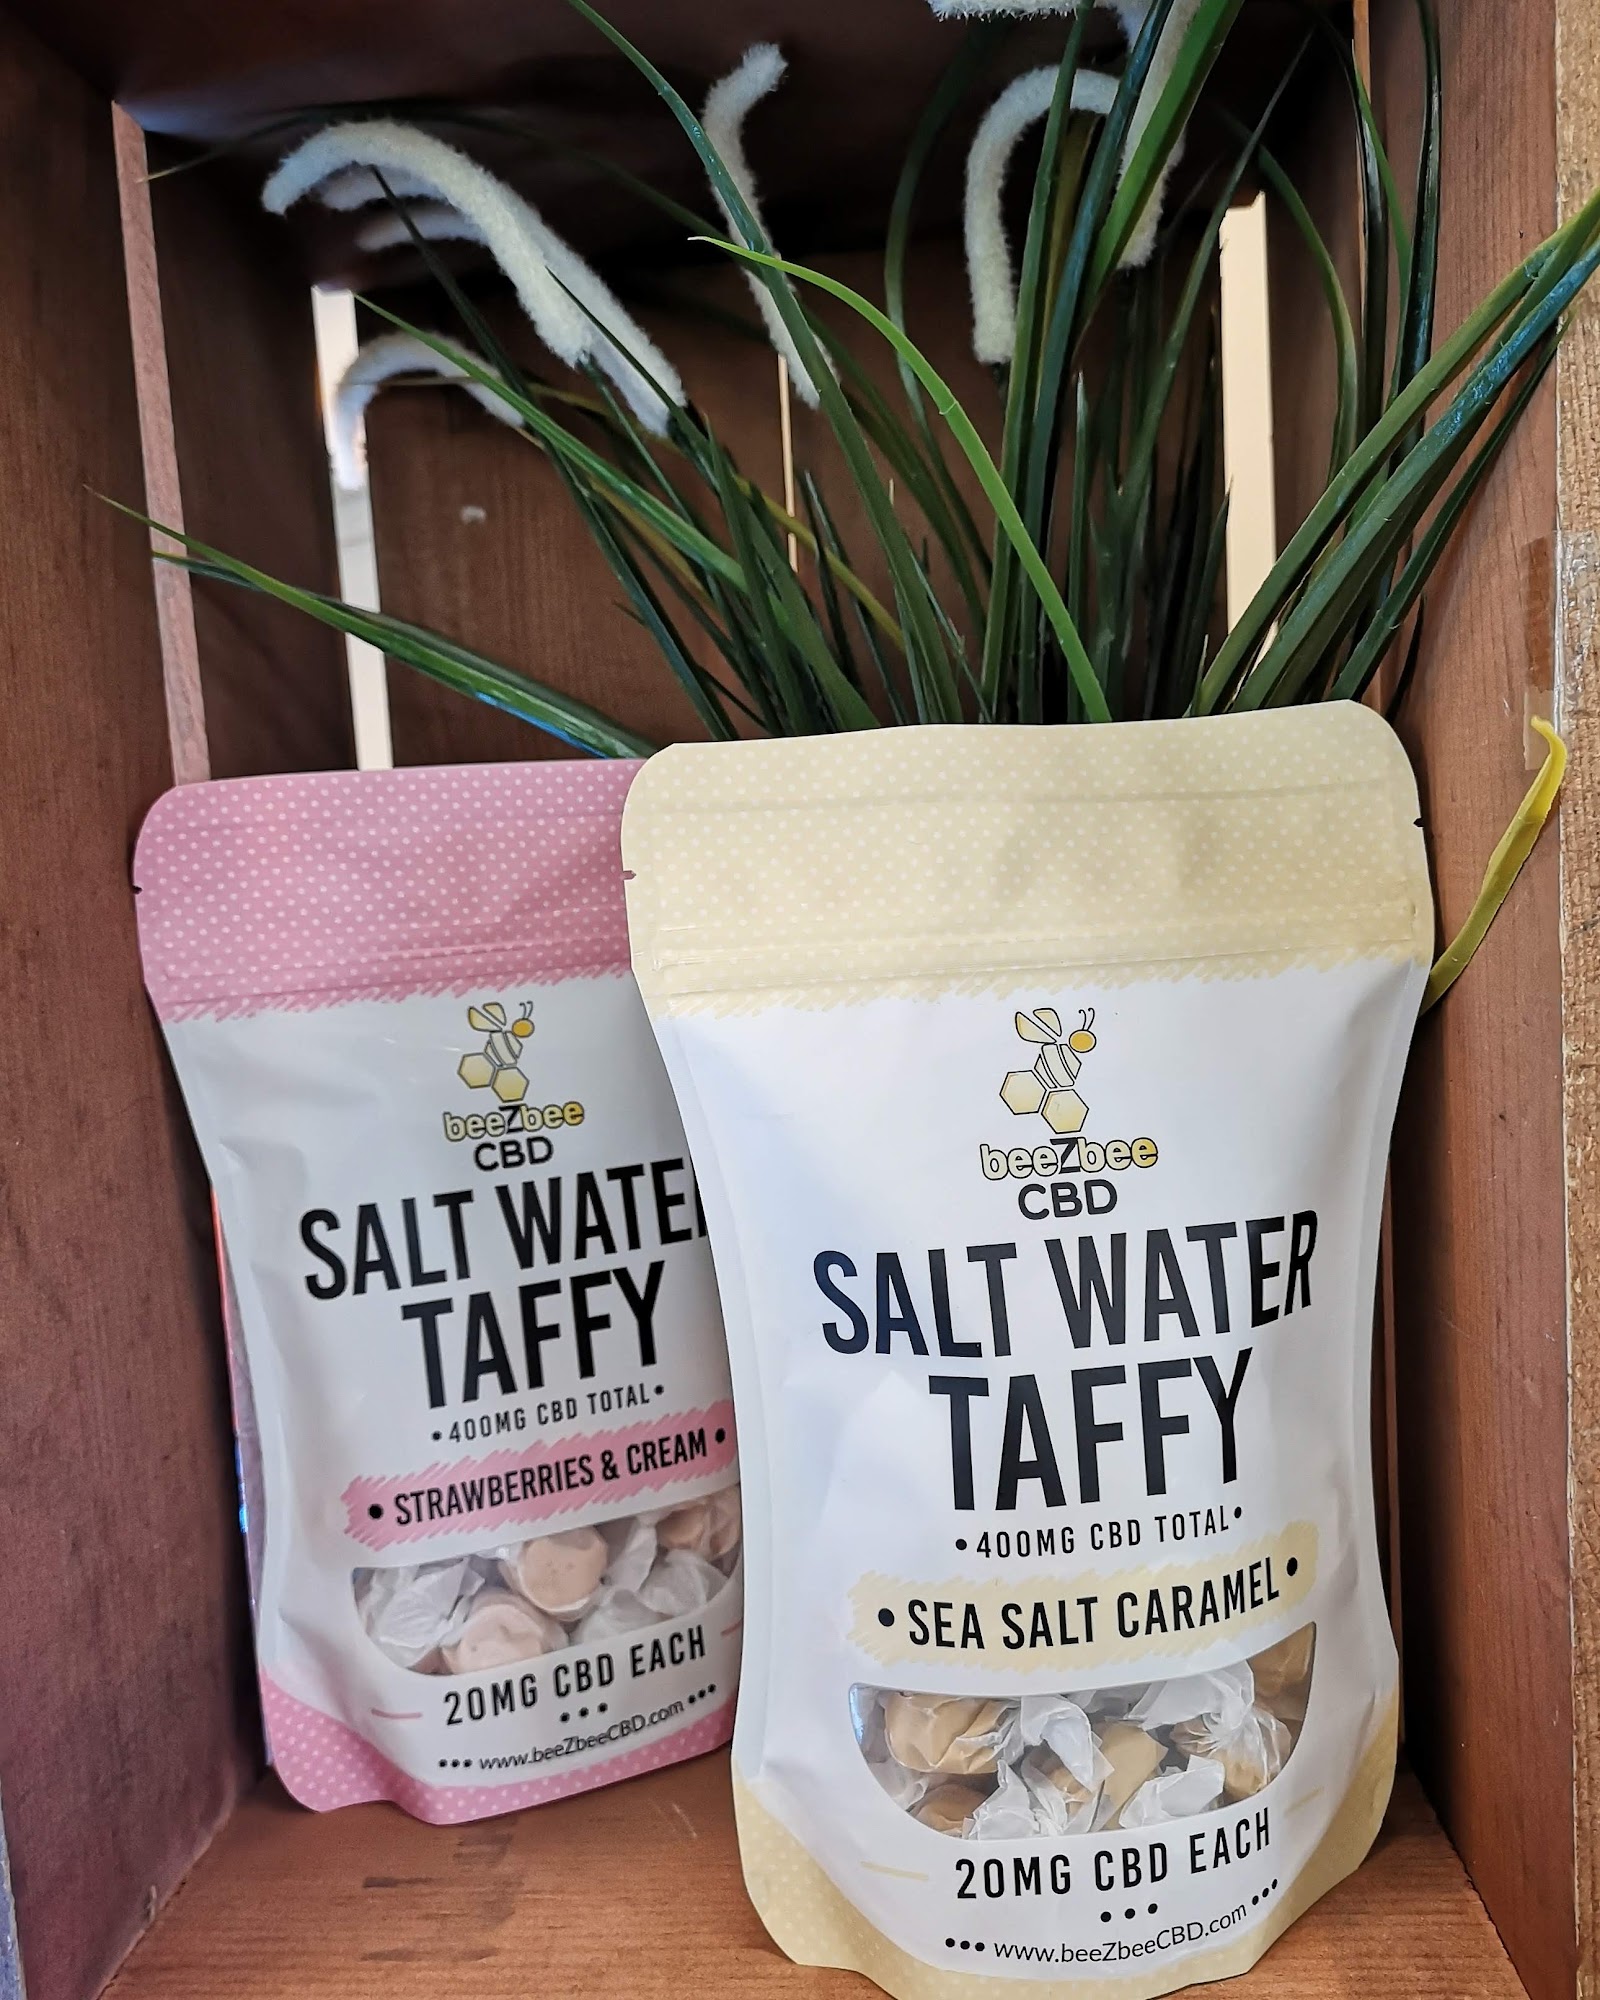 beeZbee
CBD
SALT WATER
TAFFY
•400MG CBD TOTAL•
• STRAWBERRIES & CREAM •
20MG CBD EACH
•••
••• www.beeZbeeCBD.com •••
beeZbee
CBD
SALT WATER
TAFFY
•400MG CBD TOTAL•
• SEA SALT CARAMEL •
20MG CBD EACH
•••
••• www.beeZbeeCBD.com •••